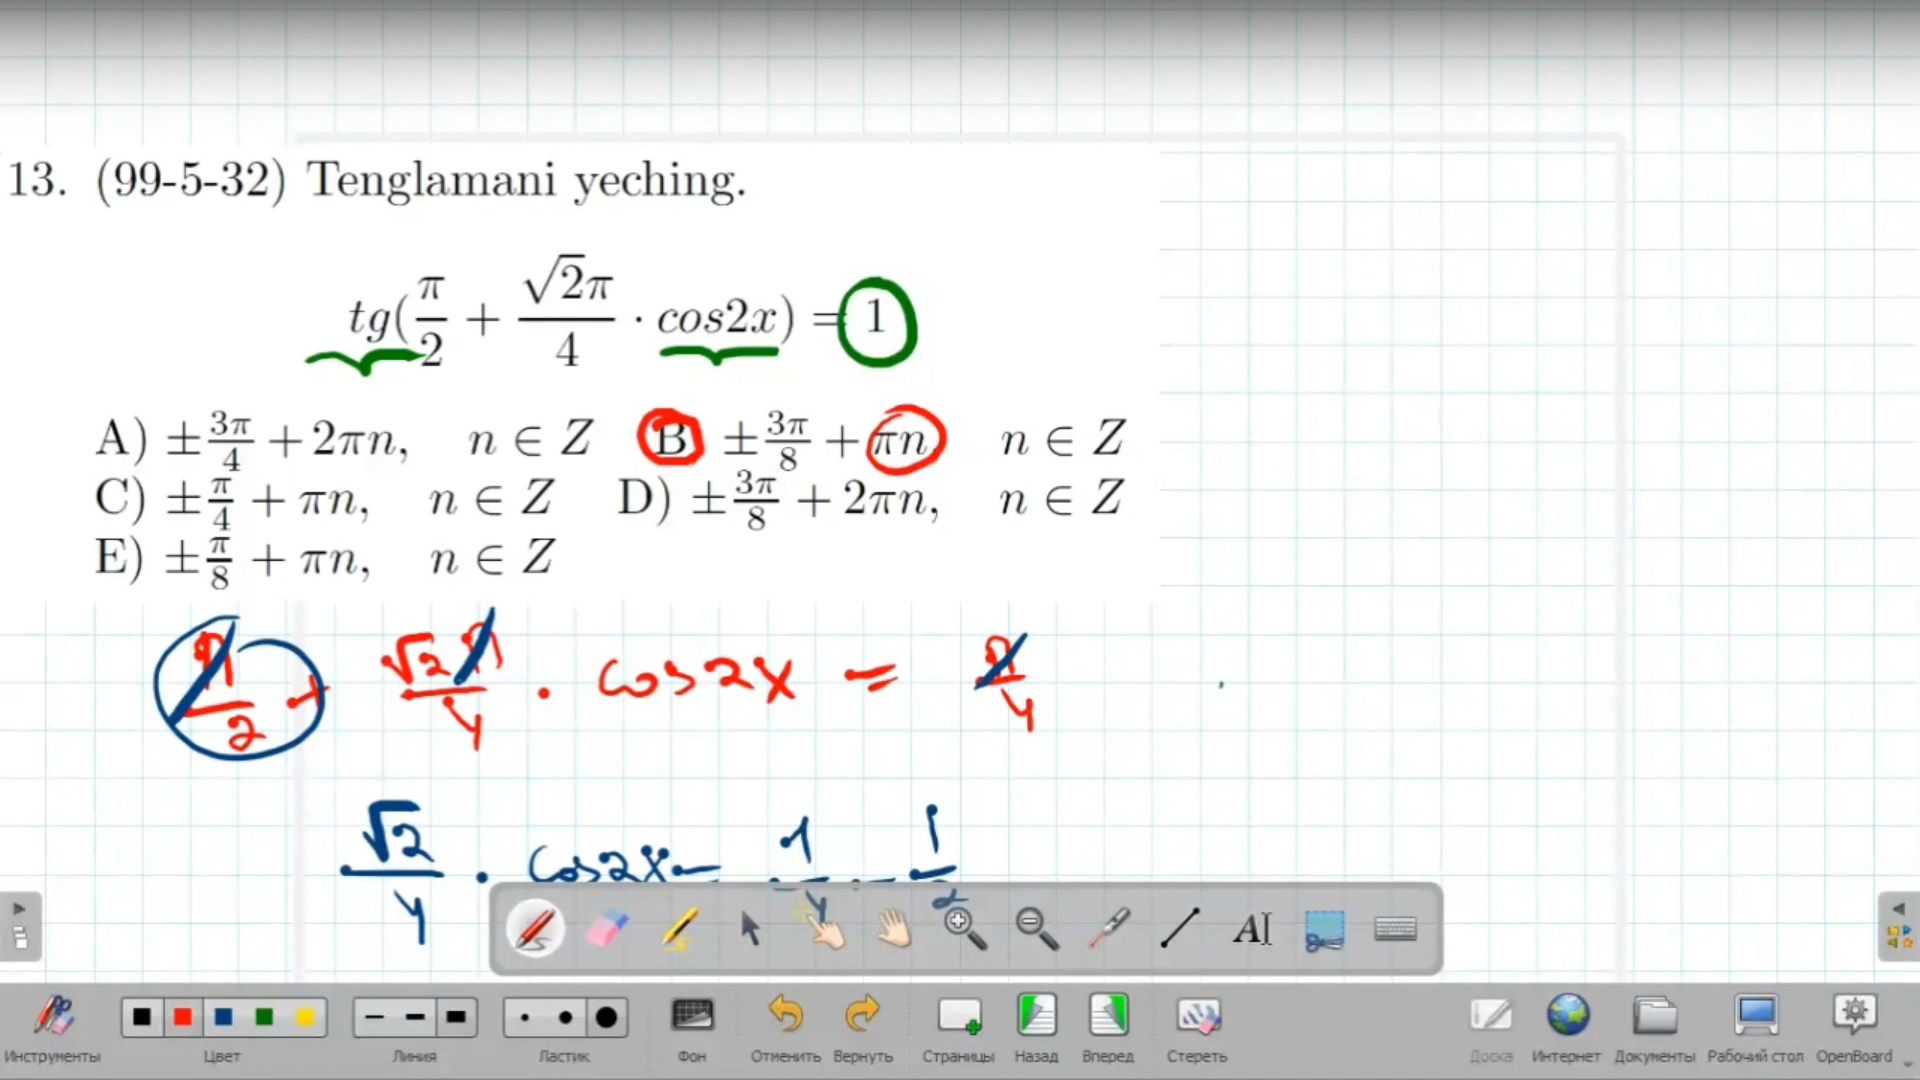 13. (99-5-32) Tenglamani yeching.
tg(π/2 + √2π/4 · cos2x) = 1
A) ±3π/4 + 2πn, n ∈ Z B ±3π/8 + πn n ∈ Z
C) ±π/4 + πn, n ∈ Z D) ±3π/8 + 2πn, n ∈ Z
E) ±π/8 + πn, n ∈ Z
π/2 + √2π/4 · cos2x = π/4
√2/4 · cos2x = 1/4 - 1/2
Инструменты Цвет Линия Ластик Фон Отменить Вернуть Страницы Назад Вперед Стереть Доска Интернет Документы Рабочий стол OpenBoard